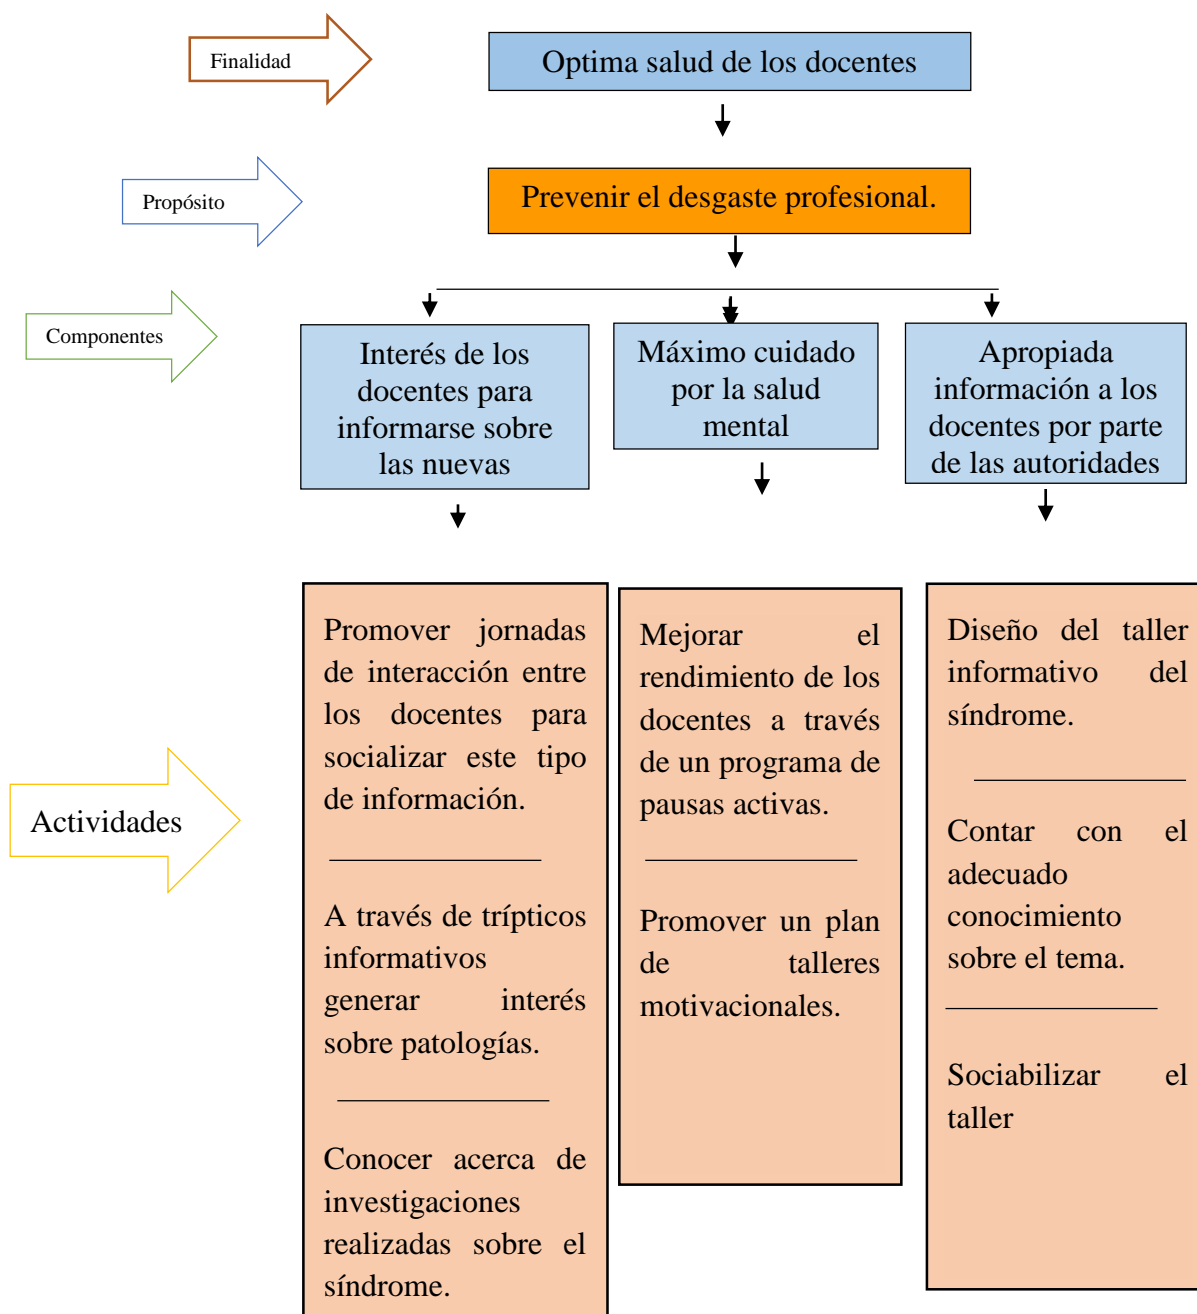 Finalidad
Optima salud de los docentes
Propósito
Prevenir el desgaste profesional.
Componentes
Interés de los
docentes para
informarse sobre
las nuevas
Máximo cuidado
por la salud
mental
Apropiada
información a los
docentes por parte
de las autoridades
Actividades
Promover jornadas
de interacción entre
los docentes para
socializar este tipo
de información.
A través de trípticos
informativos
generar interés
sobre patologías.
Conocer acerca de
investigaciones
realizadas sobre el
síndrome.
Mejorar el
rendimiento de los
docentes a través
de un programa de
pausas activas.
Promover un plan
de talleres
motivacionales.
Diseño del taller
informativo del
síndrome.
Contar con el
adecuado
conocimiento
sobre el tema.
Sociabilizar el
taller